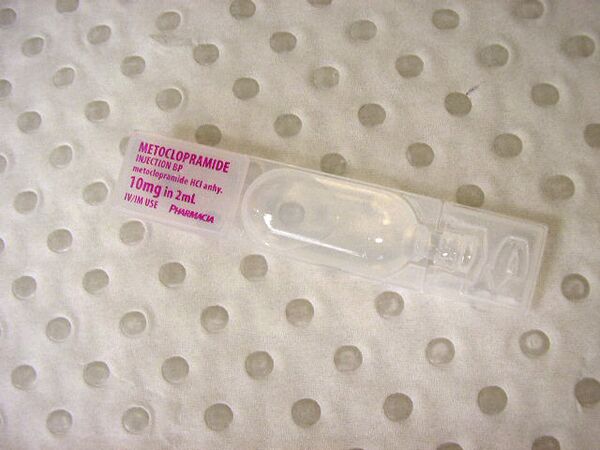 METOCLOPRAMIDE
INJECTION BP
metoclopramide HCl anhy.
10mg in 2mL
IV/IM USE PHARMACIA